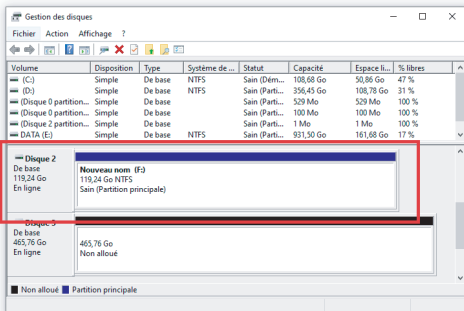 Gestion des disques
Fichier Action Affichage ?
Volume Disposition Type Système de ... Statut Capacité Espace li... % libres
(C:) Simple De base NTFS Sain (Dém... 108,68 Go 50,86 Go 47 %
(D:) Simple De base NTFS Sain (Parti... 356,45 Go 108,78 Go 31 %
(Disque 0 partition... Simple De base Sain (Parti... 529 Mo 529 Mo 100 %
(Disque 0 partition... Simple De base Sain (Parti... 100 Mo 100 Mo 100 %
(Disque 2 partition... Simple De base Sain (Parti... 1 Mo 1 Mo 100 %
DATA (E:) Simple De base NTFS Sain (Parti... 931,50 Go 161,68 Go 17 %
Disque 2
De base
119,24 Go
En ligne
Nouveau nom (F:)
119,24 Go NTFS
Sain (Partition principale)
Disque 3
De base
465,76 Go
En ligne
465,76 Go
Non alloué
Non alloué Partition principale